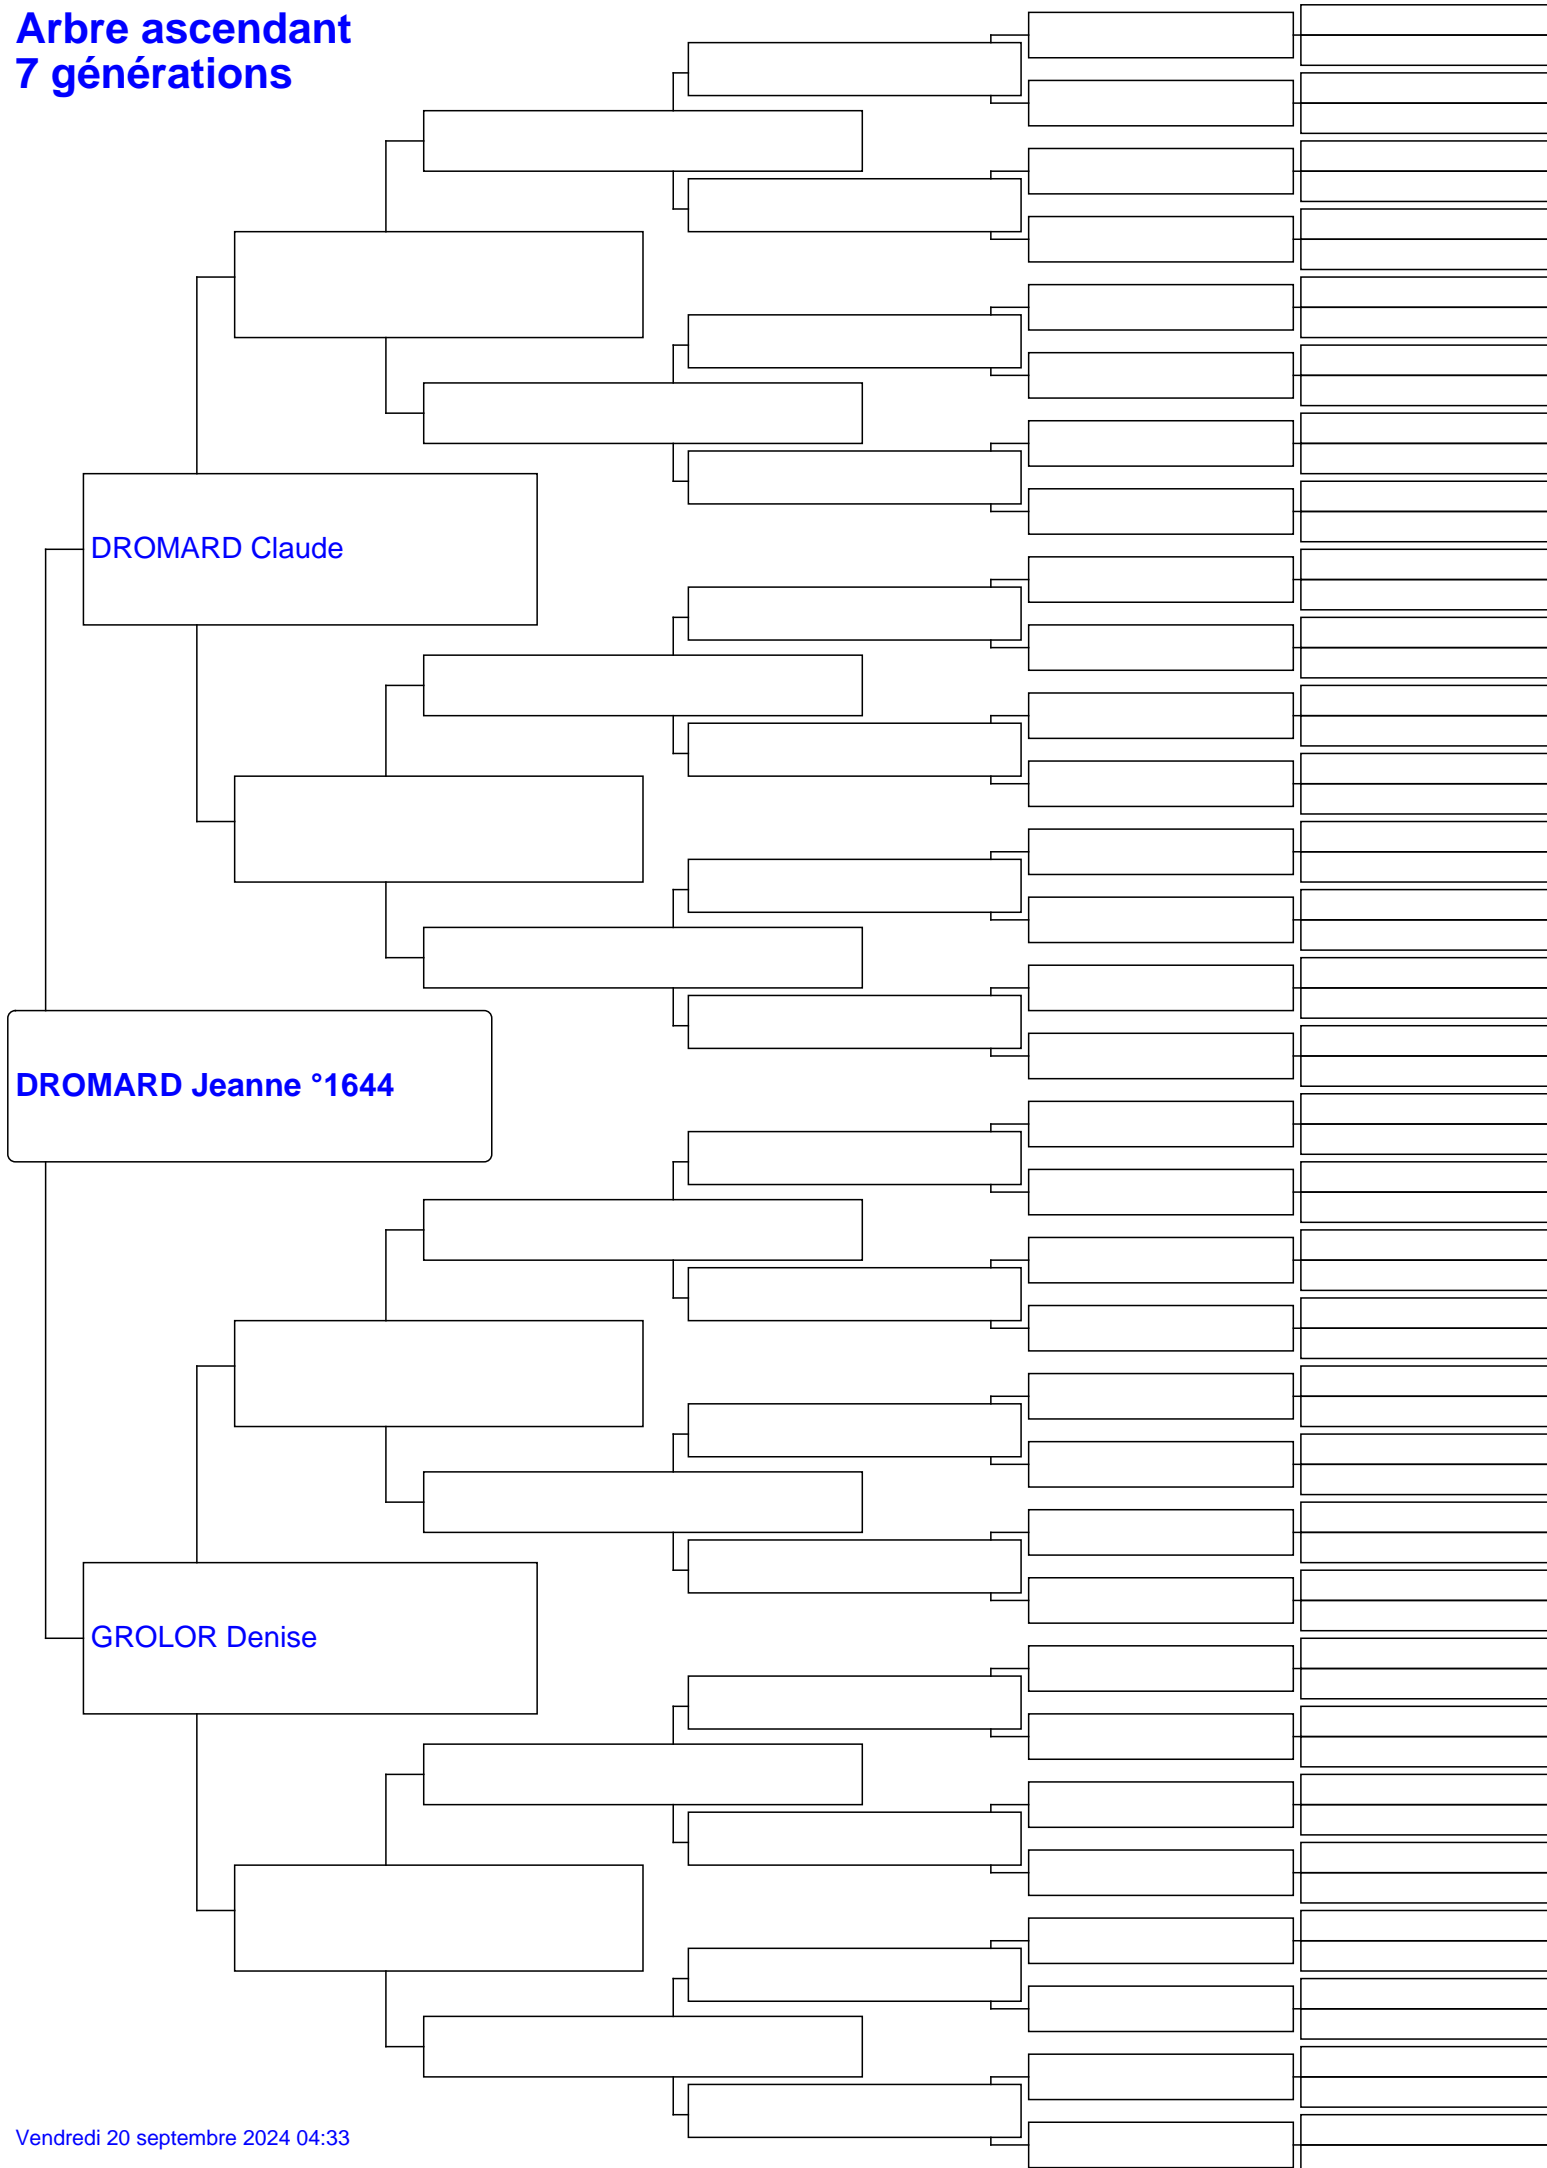 Arbre ascendant
7 générations
DROMARD Claude
DROMARD Jeanne °1644
GROLOR Denise
Vendredi 20 septembre 2024 04:33